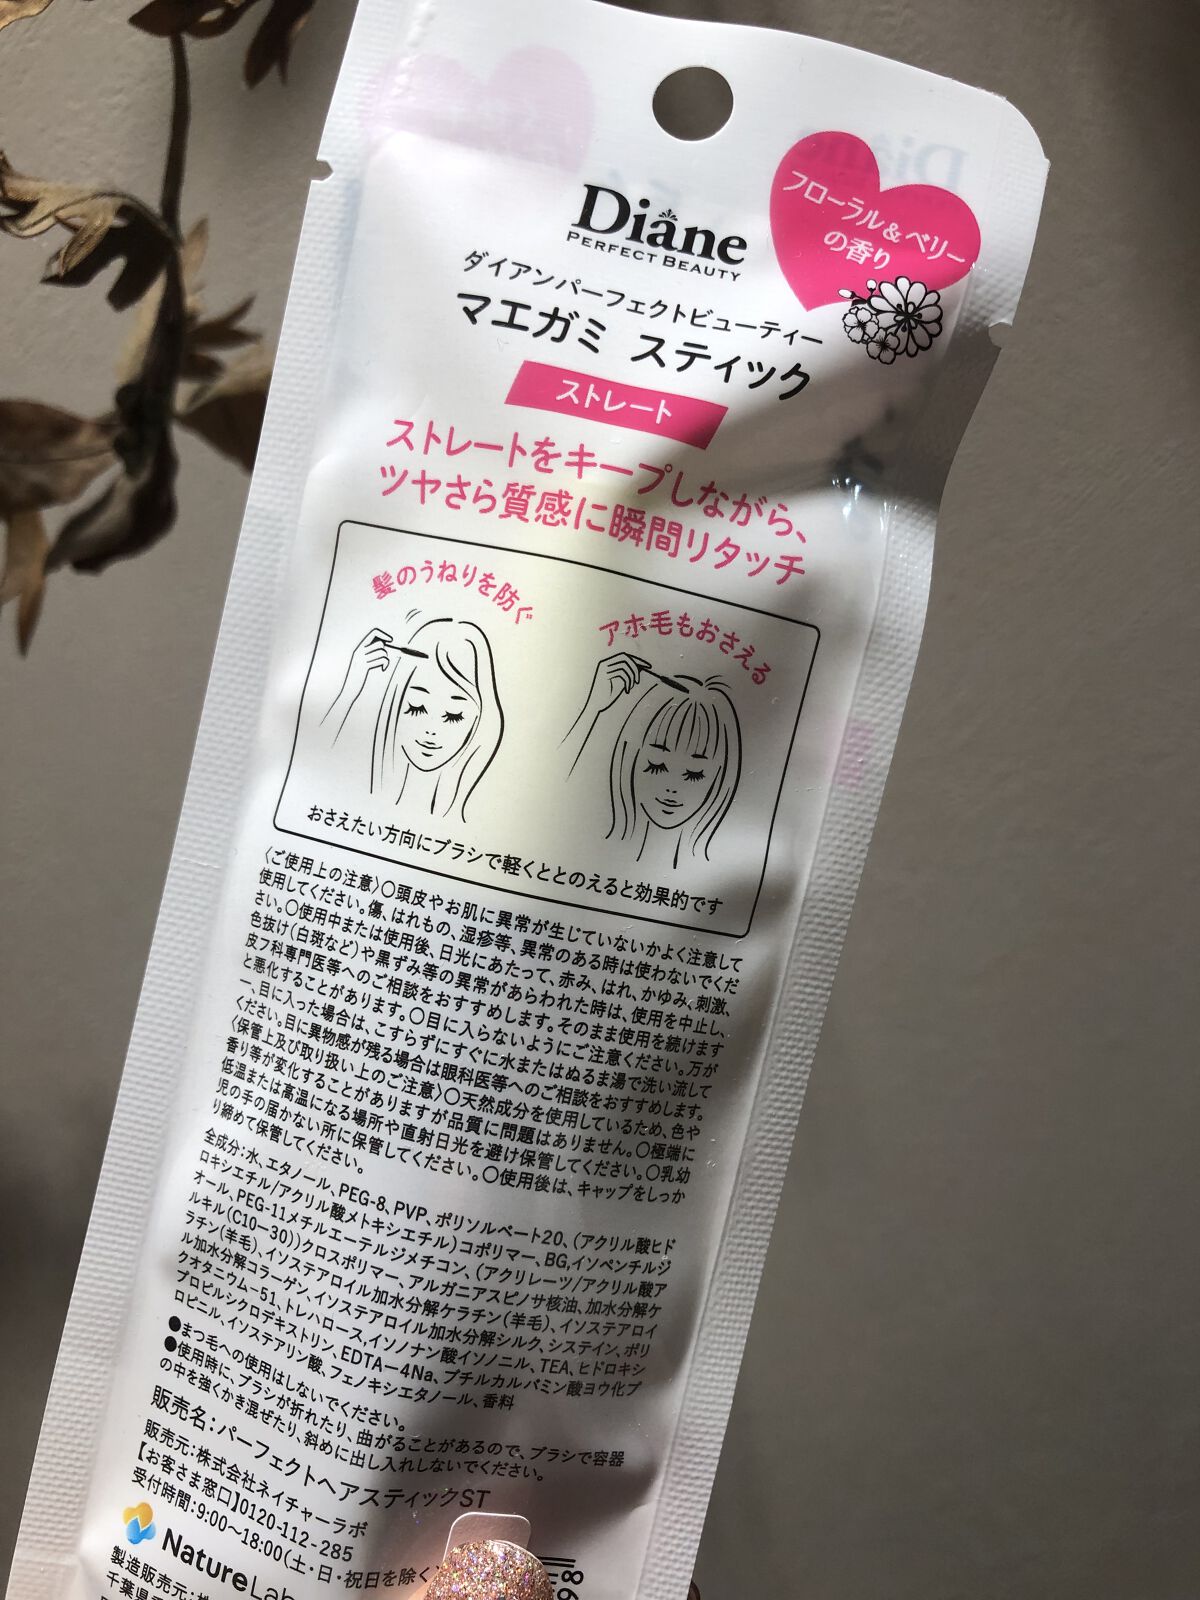 フローラル&ベリー
の香り
Diane
PERFECT BEAUTY
ダイアンパーフェクトビューティー
マエガミ スティック
ストレート
ストレートをキープしながら、
ツヤさら質感に瞬間リタッチ
髪のうねりを防ぐ
アホ毛もおさえる
おさえたい方向にブラシで軽くととのえると効果的です
〈ご使用上の注意〉○頭皮やお肌に異常が生じていないかよく注意して
使用してください。傷、はれもの、湿疹等、異常のある時は使わないでくだ
さい。○使用中または使用後、日光にあたって、赤み、はれ、かゆみ、刺激、
色抜け(白斑など)や黒ずみ等の異常があらわれた時は、使用を中止し、
皮フ科専門医等へのご相談をおすすめします。そのまま使用を続けます
と悪化することがあります。○目に入らないようにご注意ください。万が
一、目に入った場合は、こすらずにすぐに水またはぬるま湯で洗い流して
ください。目に異物感が残る場合は眼科医等へのご相談をおすすめします。
〈保管上及び取り扱い上のご注意〉○天然成分を使用しているため、色や
香り等が変化することがありますが品質に問題はありません。○極端に
低温または高温になる場所や直射日光を避け保管してください。○乳幼
児の手の届かない所に保管してください。○使用後は、キャップをしっか
り締めて保管してください。
全成分:水、エタノール、PEG-8、PVP、ポリソルベート20、(アクリル酸ヒド
ロキシエチル/アクリル酸メトキシエチル)コポリマー、BG,イソペンチルジ
オール、PEG-11メチルエーテルジメチコン、(アクリレーツ/アクリル酸ア
ルキル(C10ー30))クロスポリマー、アルガニアスピノサ核油、加水分解ケ
ラチン(羊毛)、イソステアロイル加水分解ケラチン(羊毛)、イソステアロイ
ル加水分解コラーゲン、イソステアロイル加水分解シルク、システイン、ポリ
クオタニウムー51、トレハロース,イソノナン酸イソノニル、TEA、ヒドロキシ
プロピルシクロデキストリン、EDTAー4Na、ブチルカルバミン酸ヨウ化プ
ロピニル、イソステアリン酸、フェノキシエタノール、香料
●まつ毛への使用はしないでください。
●使用時に、ブラシが折れたり、曲がることがあるので、ブラシで容器
の中を強くかき混ぜたり、斜めに出し入れしないでください。
販売名:パーフェクトヘアスティックST
販売元:株式会社ネイチャーラボ
【お客さま窓口】0120-112-285
受付時間:9:00〜18:00(土・日・祝日を除く
NatureLab
製造販売元:
千葉県